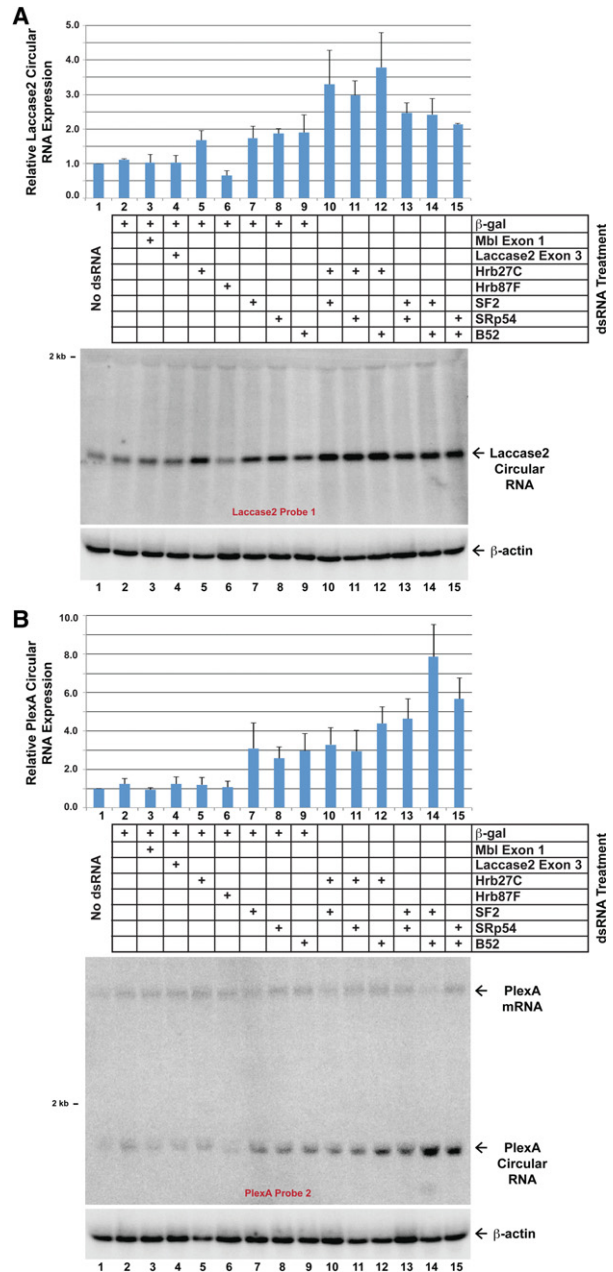 A
Relative Laccase2 Circular
RNA Expression
5.0
4.0
3.0
2.0
1.0
0.0
1 2 3 4 5 6 7 8 9 10 11 12 13 14 15
No dsRNA
+ + + + + + + + β-gal
+ Mbl Exon 1
+ Laccase2 Exon 3
+ + + + Hrb27C
+ Hrb87F
+ + + + SF2
+ + + + SRp54
+ + + + B52
dsRNA Treatment
2 kb –
← Laccase2
Circular
RNA
Laccase2 Probe 1
← β-actin
1 2 3 4 5 6 7 8 9 10 11 12 13 14 15
B
Relative PlexA Circular
RNA Expression
10.0
8.0
6.0
4.0
2.0
0.0
1 2 3 4 5 6 7 8 9 10 11 12 13 14 15
No dsRNA
+ + + + + + + + β-gal
+ Mbl Exon 1
+ Laccase2 Exon 3
+ + + + Hrb27C
+ Hrb87F
+ + + + SF2
+ + + + SRp54
+ + + + B52
dsRNA Treatment
← PlexA
mRNA
2 kb –
← PlexA
Circular
RNA
PlexA Probe 2
← β-actin
1 2 3 4 5 6 7 8 9 10 11 12 13 14 15